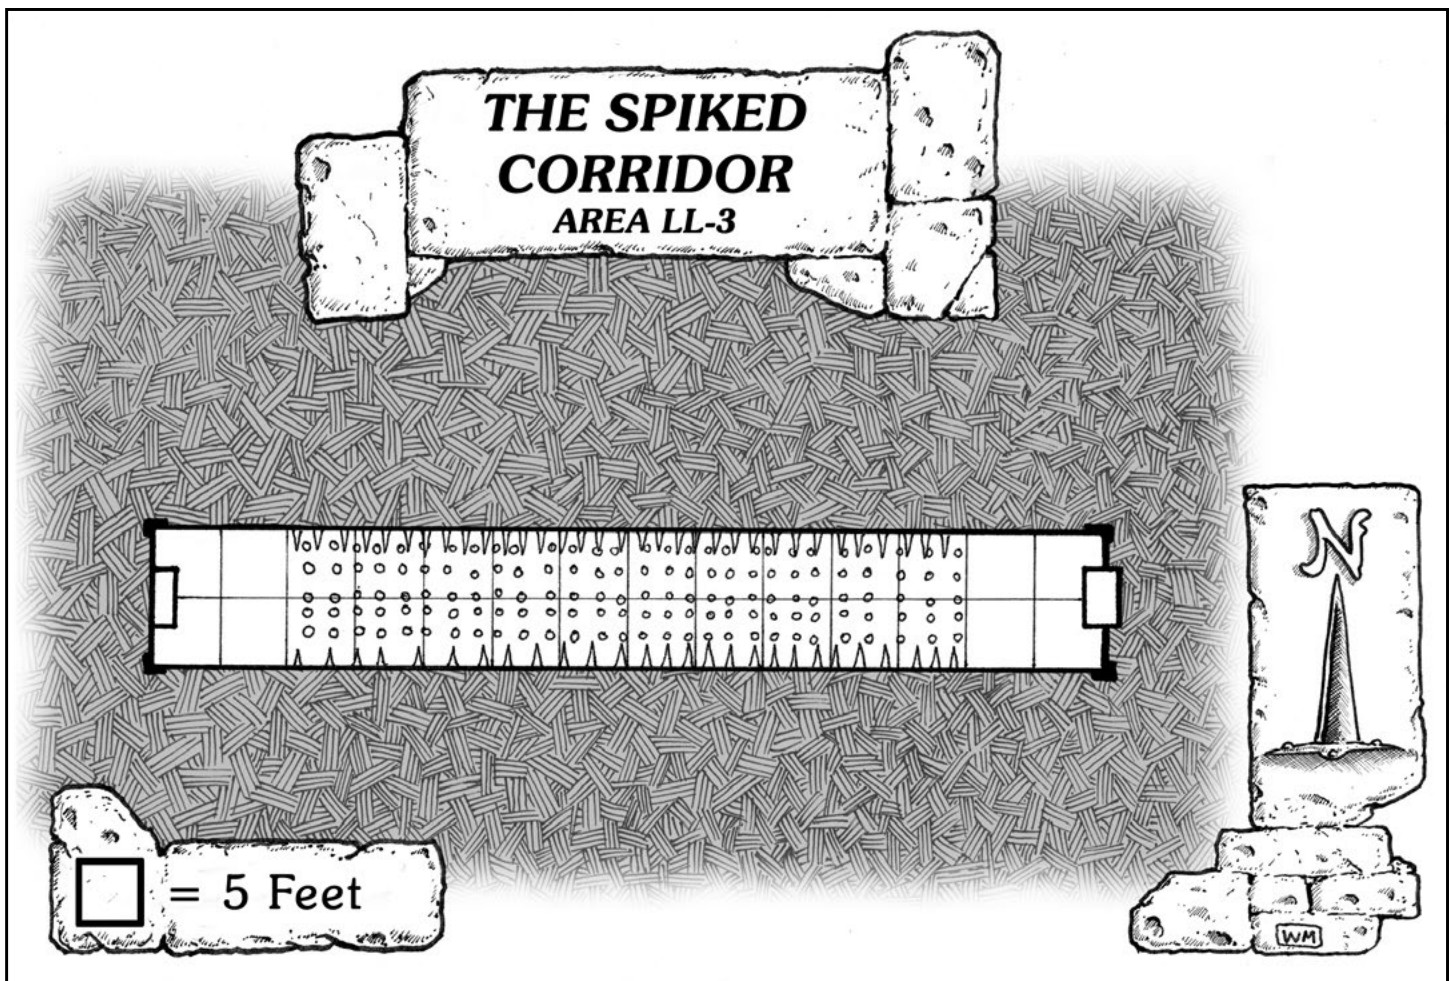 THE SPIKED
CORRIDOR
AREA LL-3
N
= 5 Feet
WM